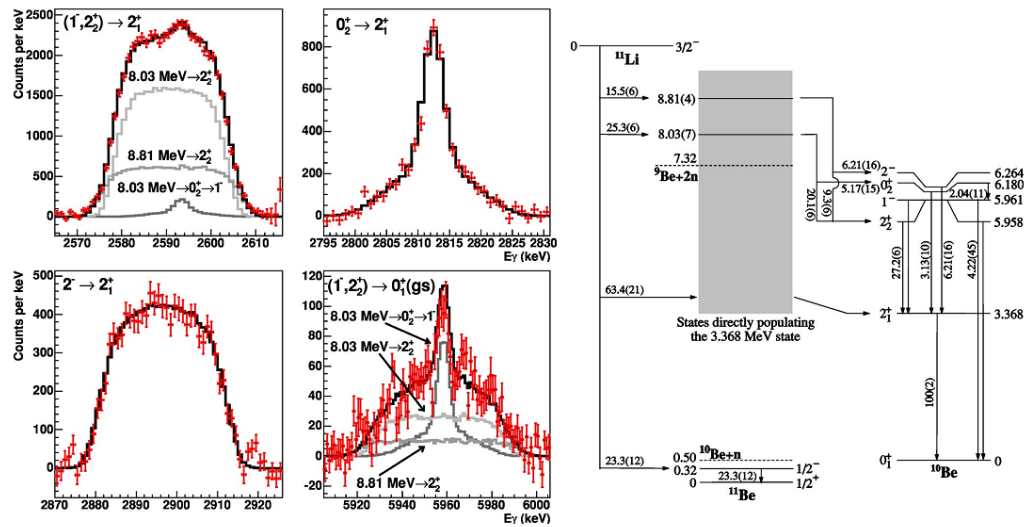 (1⁻,2₂⁺) → 2₁⁺
Counts per keV
2500
2000
1500
1000
500
0
8.03 MeV→2₂⁺
8.81 MeV→2₂⁺
8.03 MeV→0₂⁺→1⁻
2570 2580 2590 2600 2610
0₂⁺ → 2₁⁺
800
600
400
200
0
2795 2800 2805 2810 2815 2820 2825 2830
Eγ (keV)
2⁻ → 2₁⁺
Counts per keV
500
400
300
200
100
0
2870 2880 2890 2900 2910 2920
(1⁻,2₂⁺) → 0₁⁺(gs)
120
100
80
60
40
20
0
-20
8.03 MeV→0₂⁺→1⁻
8.03 MeV→2₂⁺
8.81 MeV→2₂⁺
5920 5940 5960 5980 6000
Eγ (keV)
0
3/2⁻
¹¹Li
15.5(6)
8.81(4)
25.3(6)
8.03(7)
7.32
⁹Be+2n
63.4(21)
States directly populating
the 3.368 MeV state
23.3(12)
0.50
¹⁰Be+n
0.32
1/2⁻
23.3(12)
0
1/2⁺
¹¹Be
20.1(6)
9.3(6)
6.21(16)
2⁻
6.264
5.17(15)
0₂⁺
6.180
2.04(11)
1⁻
5.961
2₂⁺
5.958
27.2(6)
3.13(10)
6.21(16)
4.22(45)
2₁⁺
3.368
100(2)
0₁⁺
0
¹⁰Be